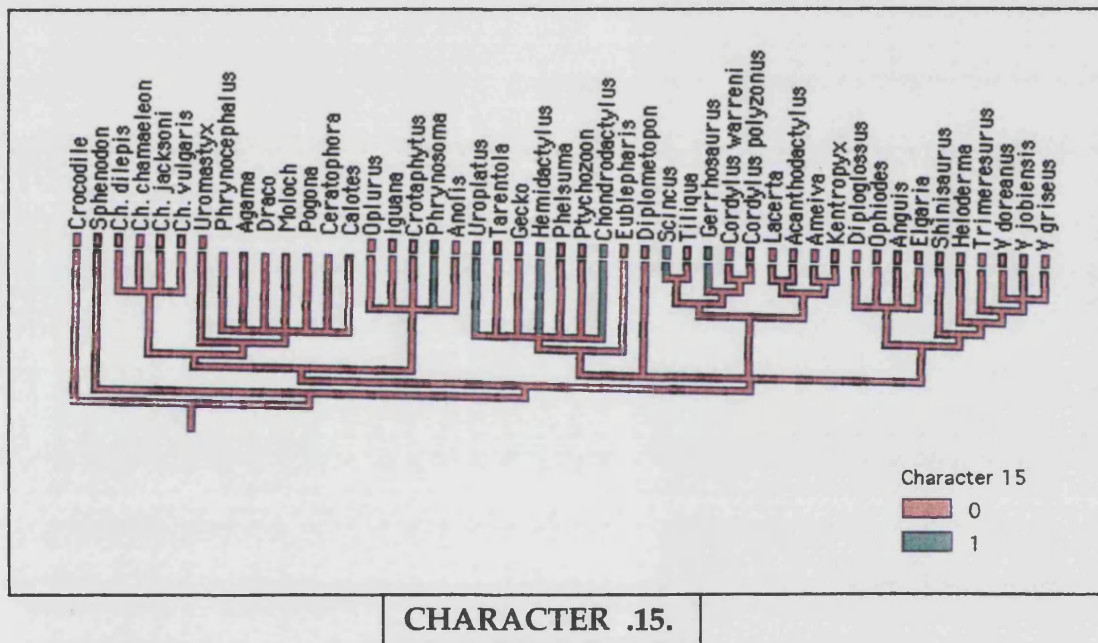 Crocodile
Sphenodon
Ch. dilepis
Ch. chamaeleon
Ch. jacksoni
Ch. vulgaris
Uromastyx
Phrynocephalus
Agama
Draco
Moloch
Pogona
Ceratophora
Calotes
Oplurus
Iguana
Crotaphytus
Phrynosoma
Anolis
Uroplatus
Tarentola
Gecko
Hemidactylus
Phelsuma
Ptychozoon
Chondrodactylus
Eublepharis
Diplometopon
Scincus
Tiliqua
Gerrhosaurus
Cordylus warreni
Cordylus polyzonus
Lacerta
Acanthodactylus
Ameiva
Kentropyx
Diploglossus
Ophiodes
Anguis
Elgaria
Shinisaurus
Heloderma
Trimeresurus
V doreanus
V jobiensis
V griseus
Character 15
0
1
CHARACTER .15.